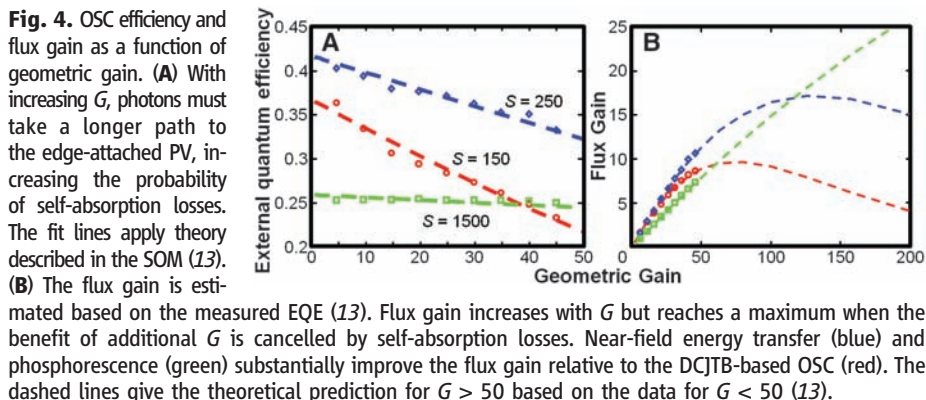 Fig. 4. OSC efficiency and
flux gain as a function of
geometric gain. (A) With
increasing G, photons must
take a longer path to
the edge-attached PV, in-
creasing the probability
of self-absorption losses.
The fit lines apply theory
described in the SOM (13).
(B) The flux gain is esti-
mated based on the measured EQE (13). Flux gain increases with G but reaches a maximum when the
benefit of additional G is cancelled by self-absorption losses. Near-field energy transfer (blue) and
phosphorescence (green) substantially improve the flux gain relative to the DCJTB-based OSC (red). The
dashed lines give the theoretical prediction for G > 50 based on the data for G < 50 (13).
External quantum efficiency
0.45
0.4
0.35
0.3
0.25
0.2
A
S = 250
S = 150
S = 1500
0 10 20 30 40 50
Flux Gain
25
20
15
10
5
B
0 50 100 150 200
Geometric Gain